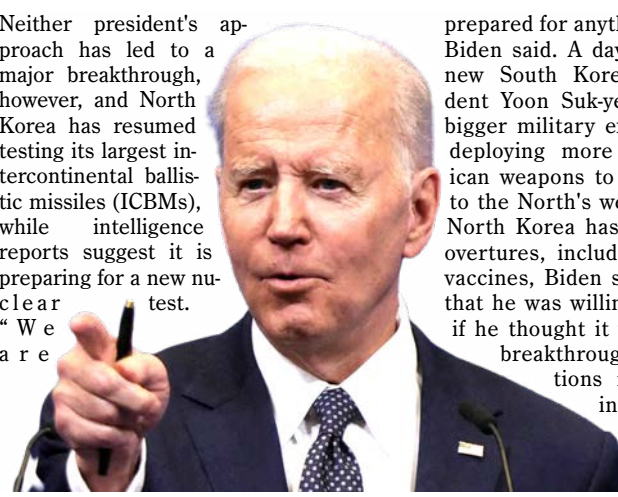 Neither president's ap-
proach has led to a
major breakthrough,
however, and North
Korea has resumed
testing its largest in-
tercontinental ballis-
tic missiles (ICBMs),
while intelligence
reports suggest it is
preparing for a new nu-
clear test.
“We
are
prepared for anyth
Biden said. A day
new South Kore
dent Yoon Suk-ye
bigger military e
deploying more
ican weapons to
to the North's we
North Korea has
overtures, includ
vaccines, Biden s
that he was willin
if he thought it
breakthroug
tions
in